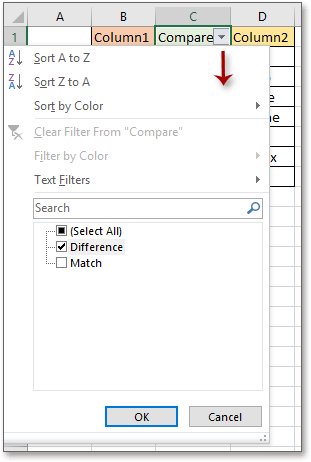 A B C D
1 Column1 Compare Column2
Sort A to Z
Sort Z to A
Sort by Color
Clear Filter From "Compare"
Filter by Color
Text Filters
Search
(Select All)
Difference
Match
OK Cancel